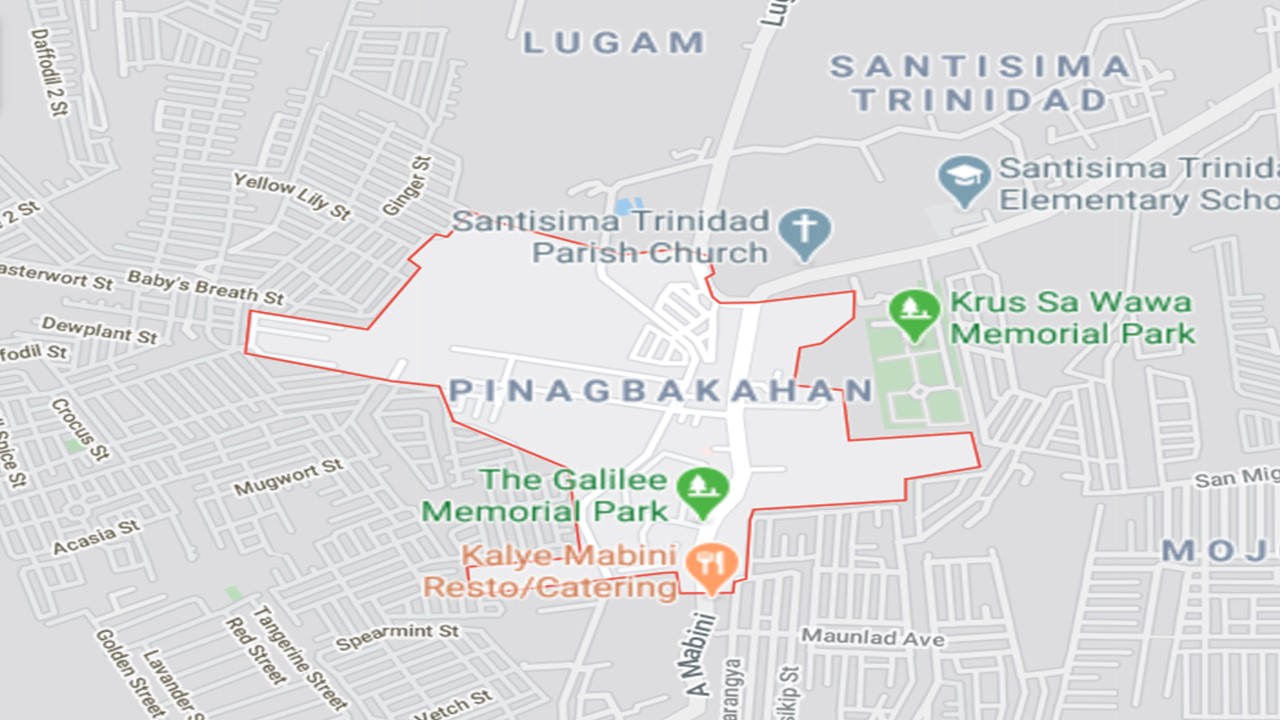 Lug
LUGAM
SANTISIMA
TRINIDAD
Daffodil 2 St
Santisima Trinida
Elementary Scho
Yellow Lily St
Ginger St
2 St
Santisima Trinidad
Parish Church
asterwort St
Baby's Breath St
Krus Sa Wawa
Memorial Park
Dewplant St
fodil St
PINAGBAKAHAN
Crocus St
Spice St
Mugwort St
The Galilee
Memorial Park
San Mig
Acasia St
MOJ
Kalye-Mabini
Resto/Catering
Tangerine Street
Red Street
Spearmint St
Maunlad Ave
Golden Street
Lavander S
A Mabini
arangya
sikip St
Vetch St